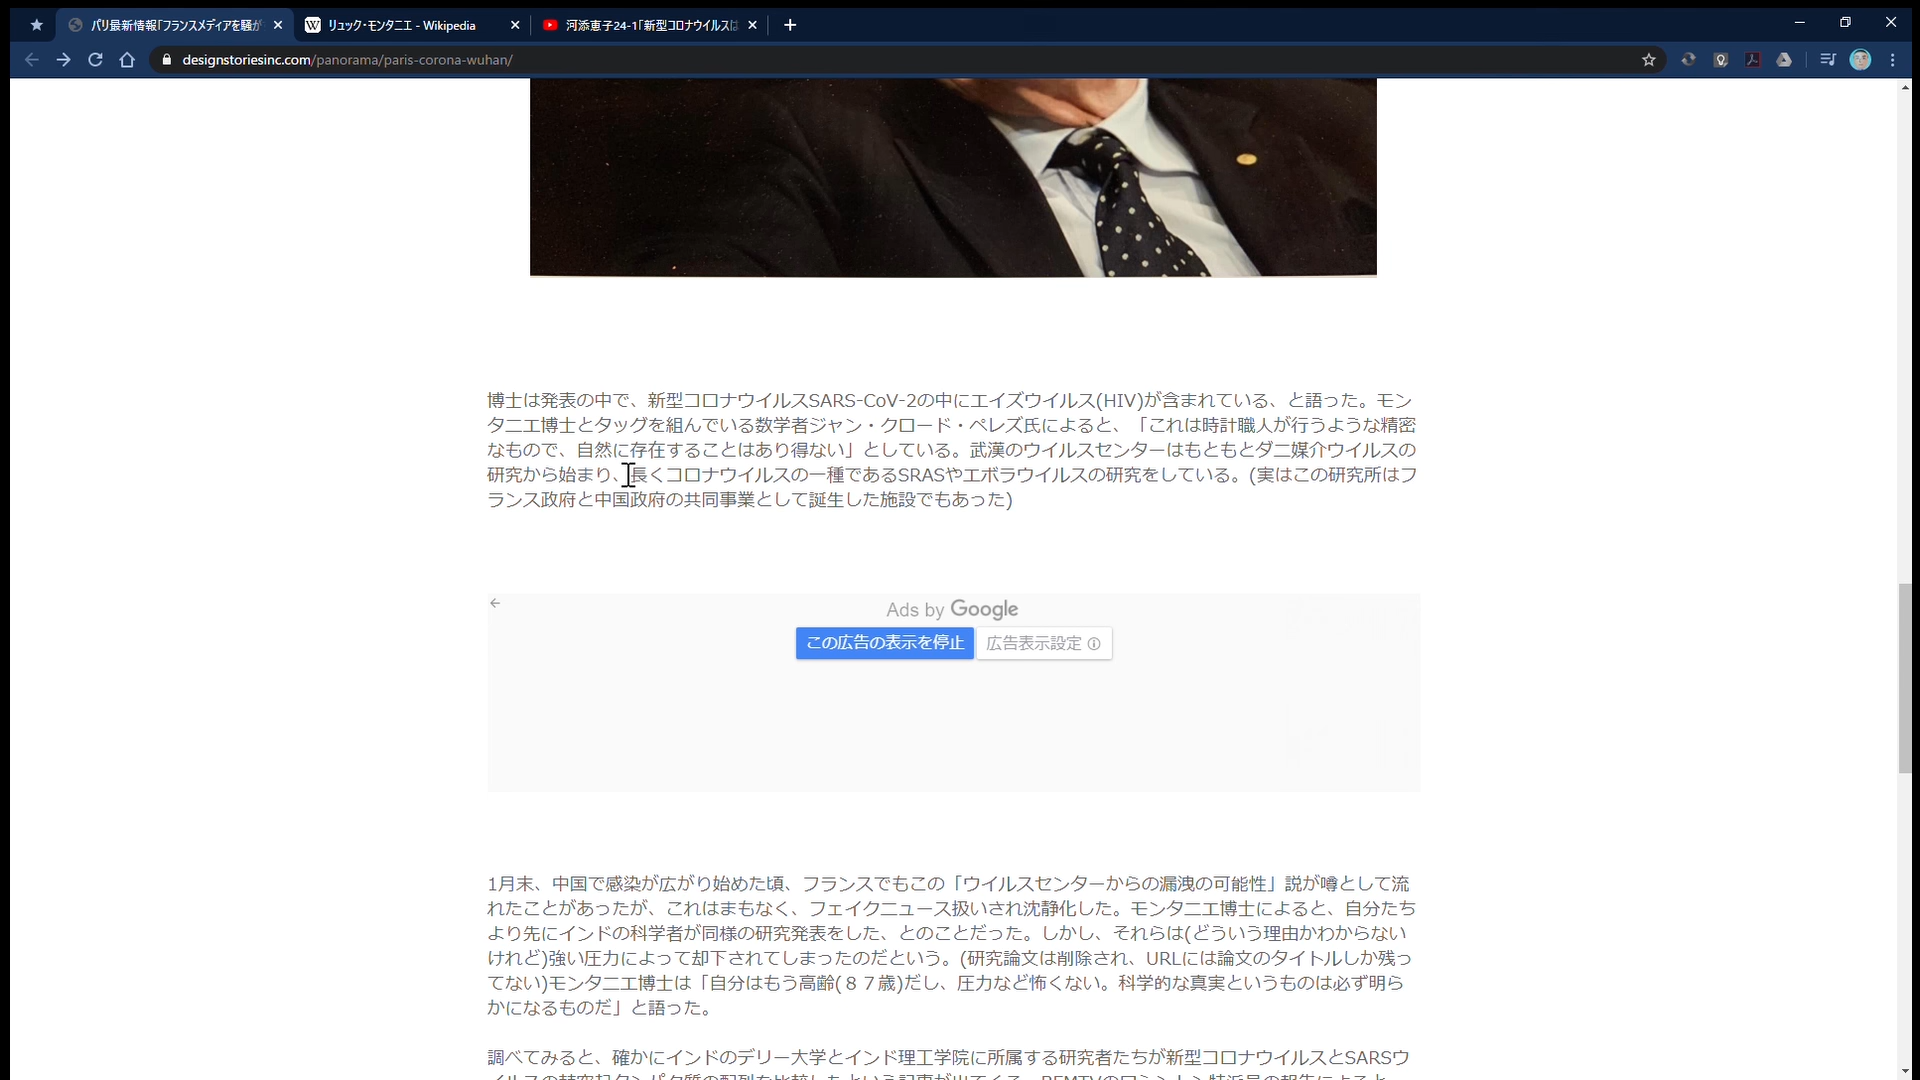 パリ最新情報「フランスメディアを騒が
リュック・モンタニエ - Wikipedia
河添恵子24-1「新型コロナウイルスは
designstoriesinc.com/panorama/paris-corona-wuhan/
博士は発表の中で、新型コロナウイルスSARS-CoV-2の中にエイズウイルス(HIV)が含まれている、と語った。モン
タニエ博士とタッグを組んでいる数学者ジャン・クロード・ペレズ氏によると、「これは時計職人が行うような精密
なもので、自然に存在することはあり得ない」としている。武漢のウイルスセンターはもともとダニ媒介ウイルスの
研究から始まり、長くコロナウイルスの一種であるSRASやエボラウイルスの研究をしている。(実はこの研究所はフ
ランス政府と中国政府の共同事業として誕生した施設でもあった)
Ads by Google
この広告の表示を停止
広告表示設定
1月末、中国で感染が広がり始めた頃、フランスでもこの「ウイルスセンターからの漏洩の可能性」説が噂として流
れたことがあったが、これはまもなく、フェイクニュース扱いされ沈静化した。モンタニエ博士によると、自分たち
より先にインドの科学者が同様の研究発表をした、とのことだった。しかし、それらは(どういう理由かわからない
けれど)強い圧力によって却下されてしまったのだという。(研究論文は削除され、URLには論文のタイトルしか残っ
てない)モンタニエ博士は「自分はもう高齢(８７歳)だし、圧力など怖くない。科学的な真実というものは必ず明ら
かになるものだ」と語った。
調べてみると、確かにインドのデリー大学とインド理工学院に所属する研究者たちが新型コロナウイルスとSARSウ